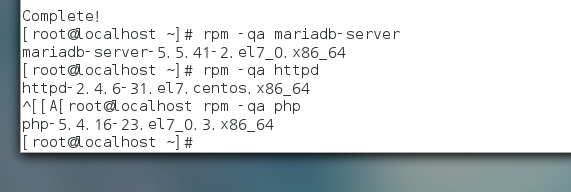 Complete!
[root@localhost ~]# rpm -qa mariadb-server
mariadb-server-5.5.41-2.el7_0.x86_64
[root@localhost ~]# rpm -qa httpd
httpd-2.4.6-31.el7.centos.x86_64
^[[A[root@localhost rpm -qa php
php-5.4.16-23.el7_0.3.x86_64
[root@localhost ~]#